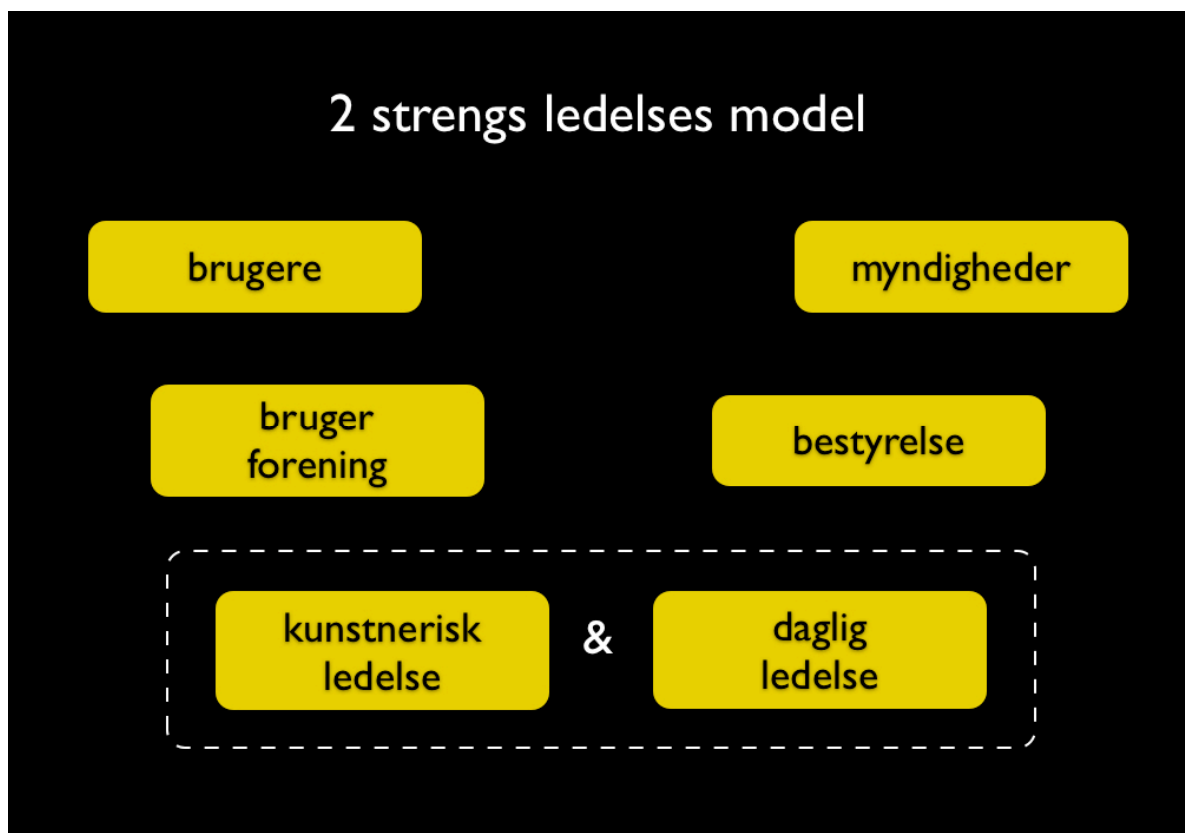 2 strengs ledelses model
brugere
myndigheder
bruger
forening
bestyrelse
kunstnerisk
ledelse
&
daglig
ledelse